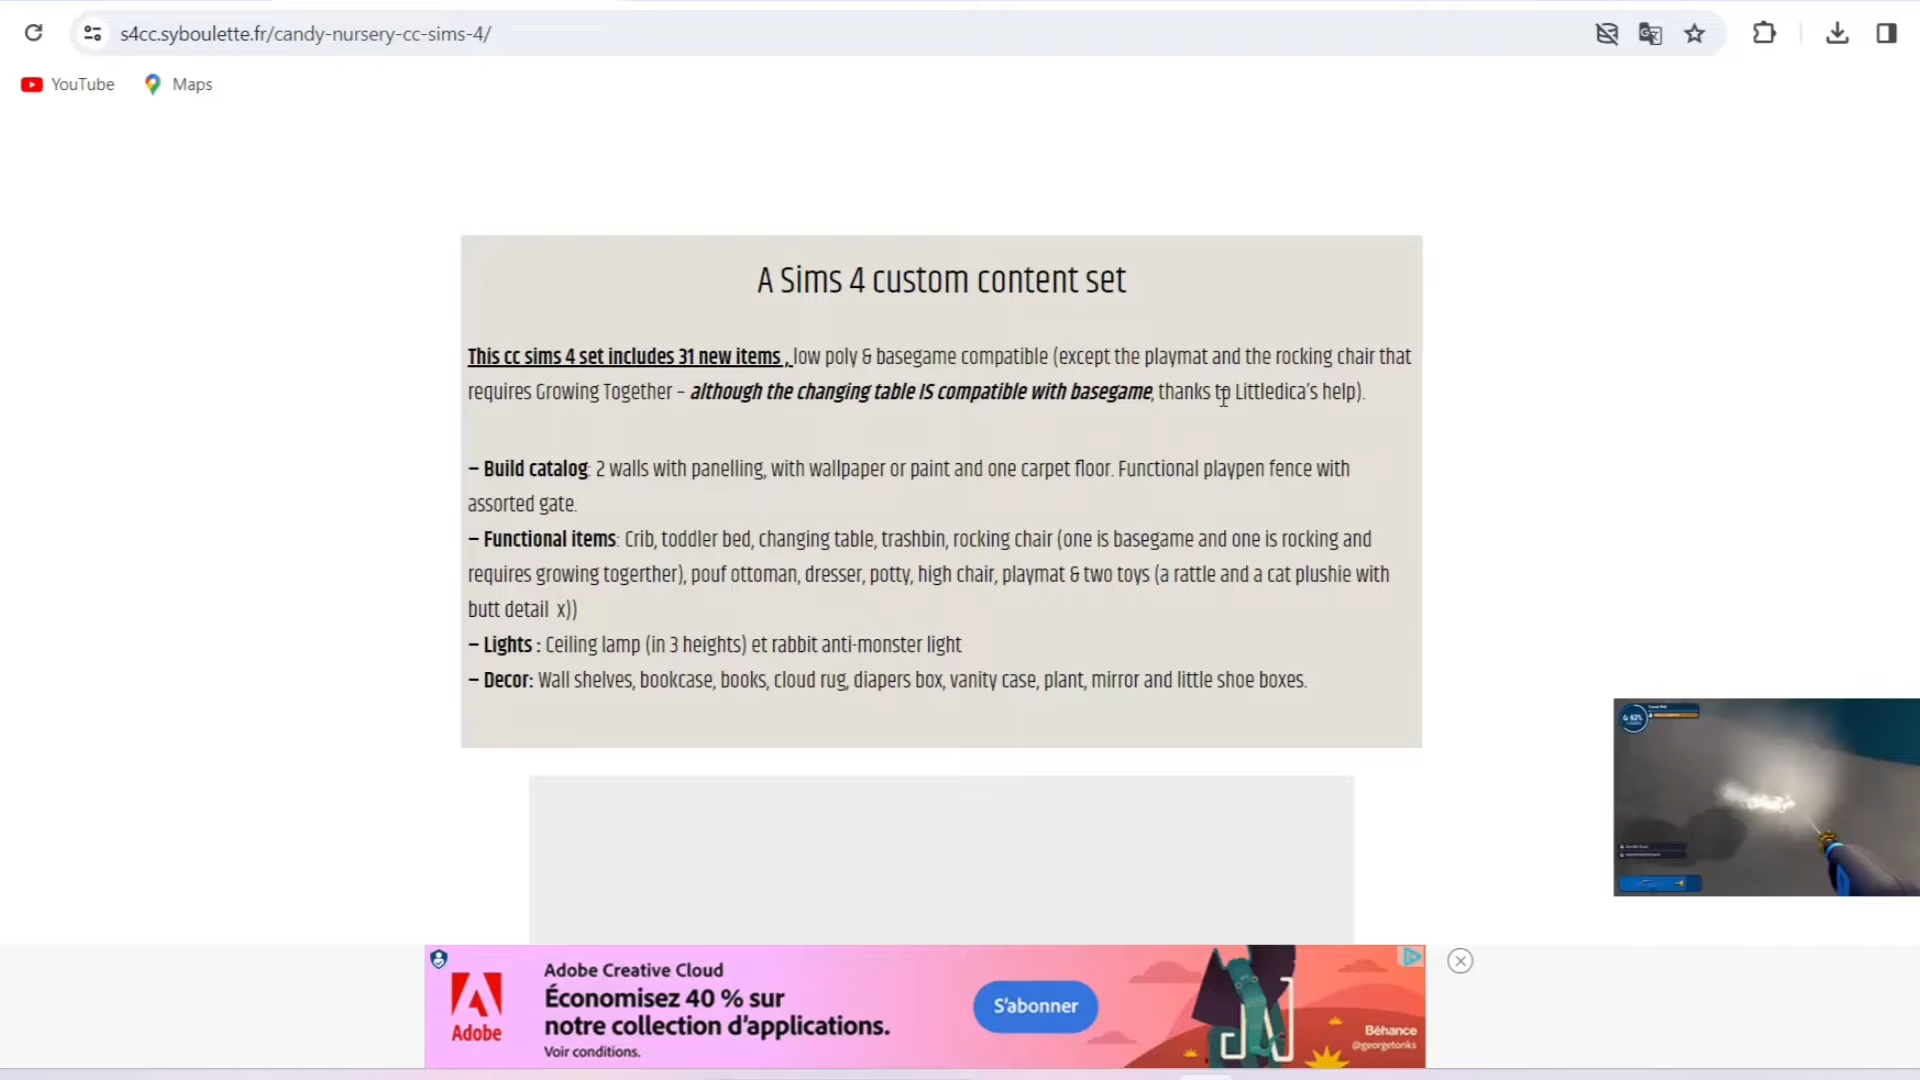 s4cc.syboulette.fr/candy-nursery-cc-sims-4/
YouTube
Maps
A Sims 4 custom content set
This cc sims 4 set includes 31 new items , low poly & basegame compatible (except the playmat and the rocking chair that
requires Growing Together – although the changing table IS compatible with basegame, thanks to Littledica's help).
– Build catalog: 2 walls with panelling, with wallpaper or paint and one carpet floor. Functional playpen fence with
assorted gate.
– Functional items: Crib, toddler bed, changing table, trashbin, rocking chair (one is basegame and one is rocking and
requires growing togerther), pouf ottoman, dresser, potty, high chair, playmat & two toys (a rattle and a cat plushie with
butt detail x))
– Lights : Ceiling lamp (in 3 heights) et rabbit anti-monster light
– Decor: Wall shelves, bookcase, books, cloud rug, diapers box, vanity case, plant, mirror and little shoe boxes.
62%
Adobe
Adobe Creative Cloud
Économisez 40 % sur
notre collection d'applications.
Voir conditions.
S'abonner
Bēhance
@georgetonks